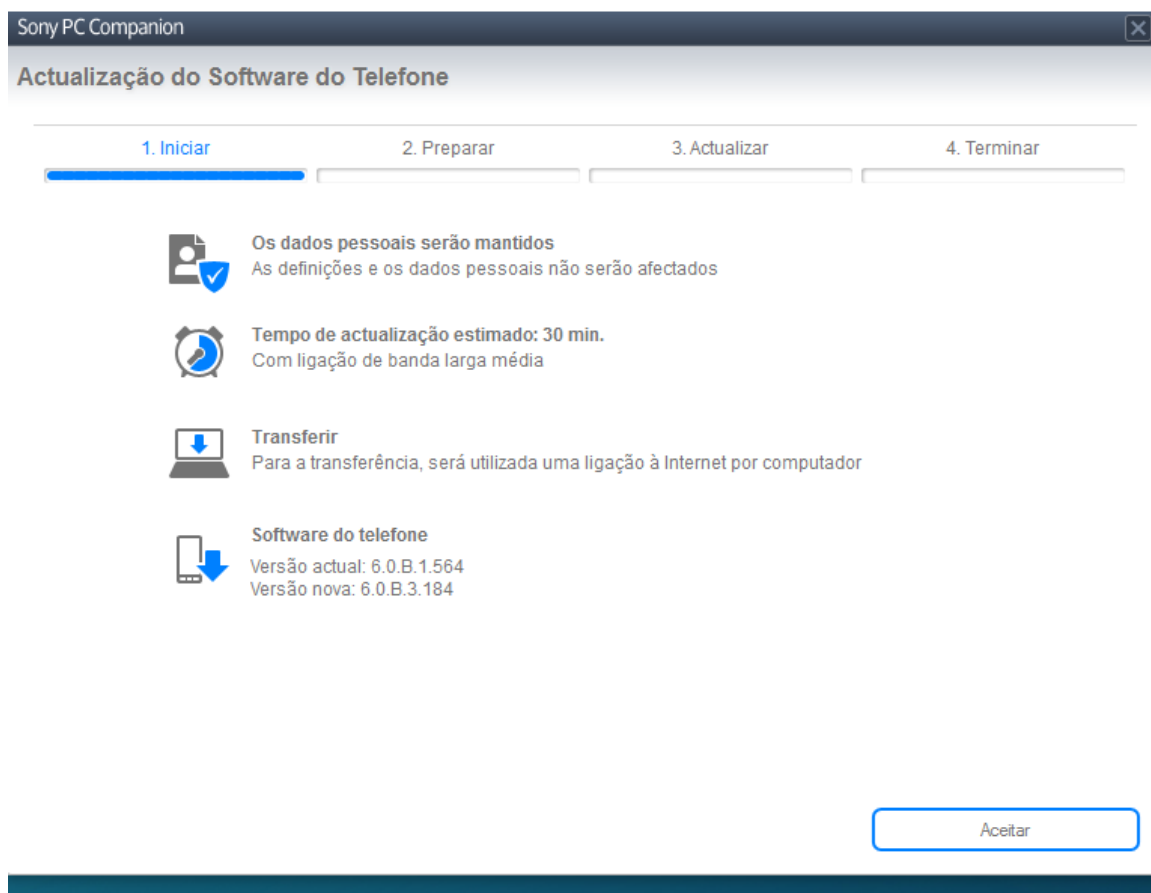 Sony PC Companion
Actualização do Software do Telefone
1. Iniciar
2. Preparar
3. Actualizar
4. Terminar
Os dados pessoais serão mantidos
As definições e os dados pessoais não serão afectados
Tempo de actualização estimado: 30 min.
Com ligação de banda larga média
Transferir
Para a transferência, será utilizada uma ligação à Internet por computador
Software do telefone
Versão actual: 6.0.B.1.564
Versão nova: 6.0.B.3.184
Aceitar